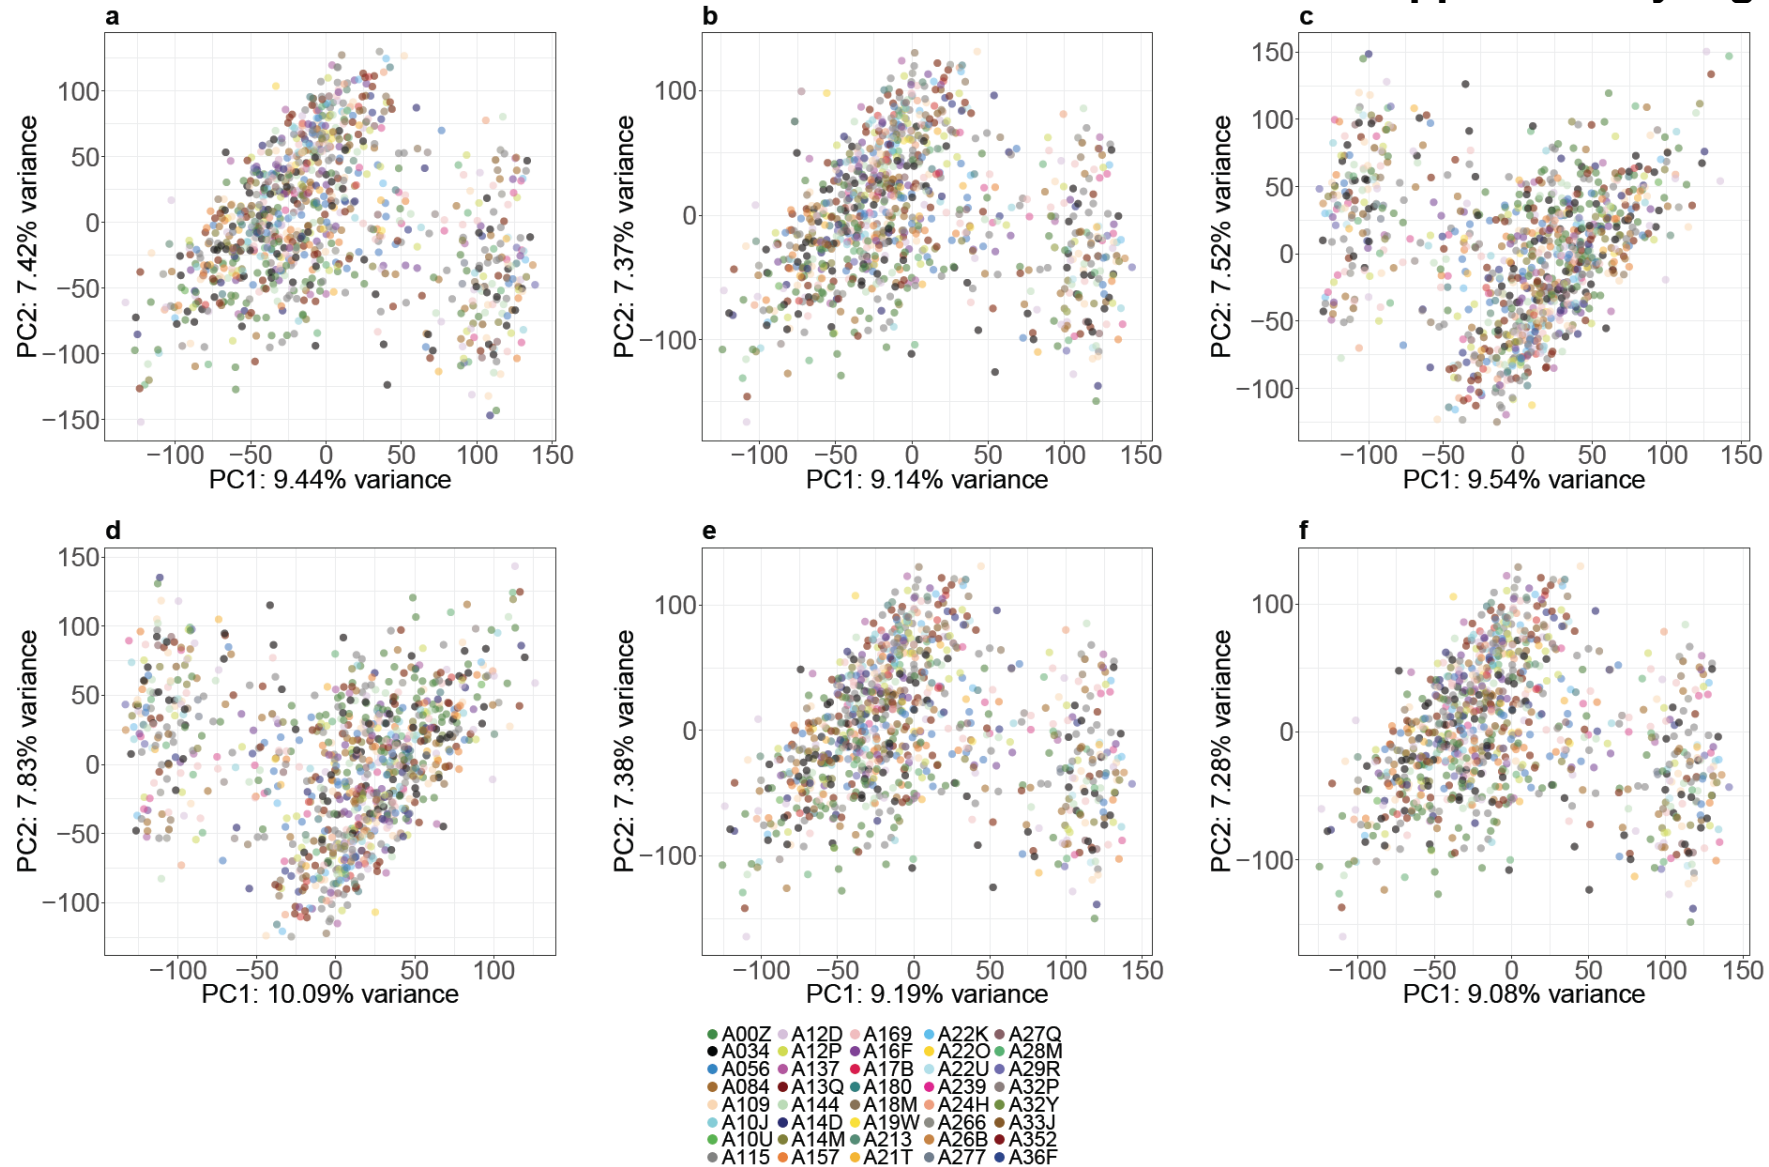 a
100
50
0
−50
−100
−150
PC2: 7.42% variance
−100 −50 0 50 100 150
PC1: 9.44% variance
b
100
0
−100
PC2: 7.37% variance
−100 −50 0 50 100 150
PC1: 9.14% variance
c
150
100
50
0
−50
−100
PC2: 7.52% variance
−100 −50 0 50 100 150
PC1: 9.54% variance
d
150
100
50
0
−50
−100
PC2: 7.83% variance
−100 −50 0 50 100
PC1: 10.09% variance
e
100
0
−100
PC2: 7.38% variance
−100 −50 0 50 100 150
PC1: 9.19% variance
f
100
0
−100
PC2: 7.28% variance
−100 −50 0 50 100 150
PC1: 9.08% variance
A00Z A12D A169 A22K A27Q
A034 A12P A16F A22O A28M
A056 A137 A17B A22U A29R
A084 A13Q A180 A239 A32P
A109 A144 A18M A24H A32Y
A10J A14D A19W A266 A33J
A10U A14M A213 A26B A352
A115 A157 A21T A277 A36F